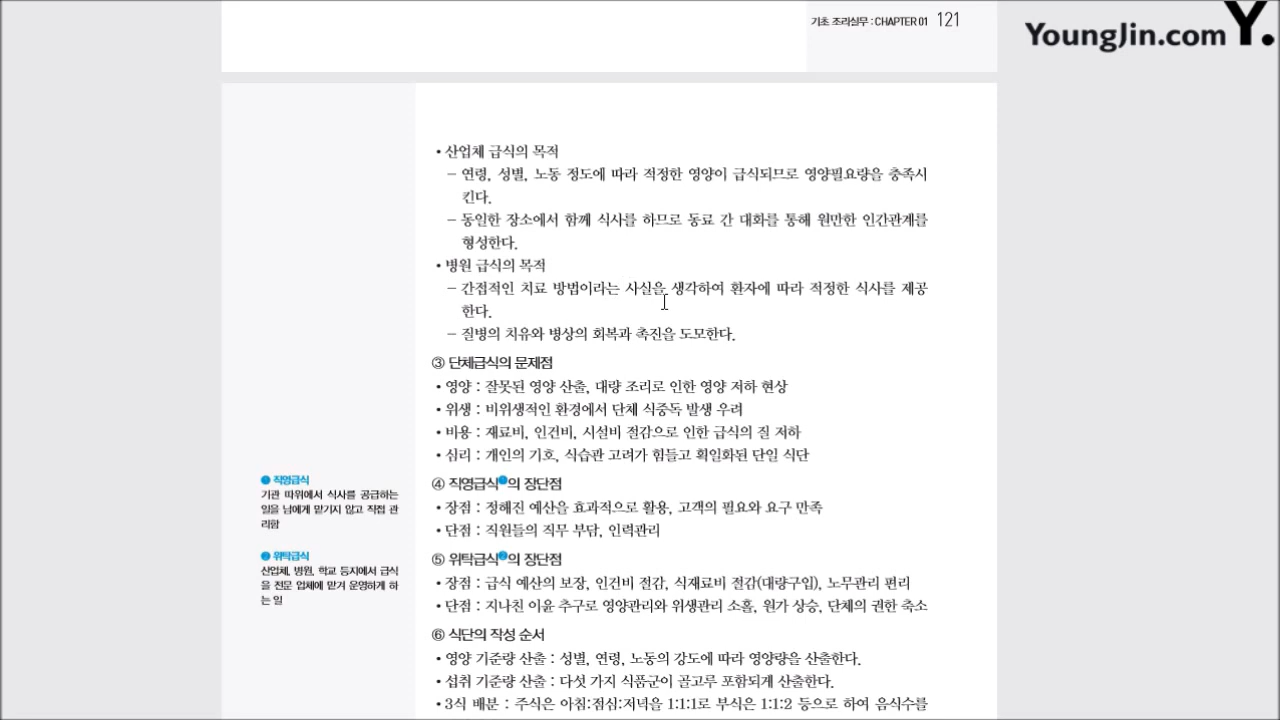 기초 조리실무 : CHAPTER 01 121
YoungJin.com Y.
• 산업체 급식의 목적
– 연령, 성별, 노동 정도에 따라 적정한 영양이 급식되므로 영양필요량을 충족시
킨다.
– 동일한 장소에서 함께 식사를 하므로 동료 간 대화를 통해 원만한 인간관계를
형성한다.
• 병원 급식의 목적
– 간접적인 치료 방법이라는 사실을 생각하여 환자에 따라 적정한 식사를 제공
한다.
– 질병의 치유와 병상의 회복과 촉진을 도모한다.
③ 단체급식의 문제점
• 영양 : 잘못된 영양 산출, 대량 조리로 인한 영양 저하 현상
• 위생 : 비위생적인 환경에서 단체 식중독 발생 우려
• 비용 : 재료비, 인건비, 시설비 절감으로 인한 급식의 질 저하
• 심리 : 개인의 기호, 식습관 고려가 힘들고 획일화된 단일 식단
❶ 직영급식
기관 따위에서 식사를 공급하는
일을 남에게 맡기지 않고 직접 관
리함
④ 직영급식❶의 장단점
• 장점 : 정해진 예산을 효과적으로 활용, 고객의 필요와 요구 만족
• 단점 : 직원들의 직무 부담, 인력관리
❷ 위탁급식
산업체, 병원, 학교 등지에서 급식
을 전문 업체에 맡겨 운영하게 하
는 일
⑤ 위탁급식❷의 장단점
• 장점 : 급식 예산의 보장, 인건비 절감, 식재료비 절감(대량구입), 노무관리 편리
• 단점 : 지나친 이윤 추구로 영양관리와 위생관리 소홀, 원가 상승, 단체의 권한 축소
⑥ 식단의 작성 순서
• 영양 기준량 산출 : 성별, 연령, 노동의 강도에 따라 영양량을 산출한다.
• 섭취 기준량 산출 : 다섯 가지 식품군이 골고루 포함되게 산출한다.
• 3식 배분 : 주식은 아침:점심:저녁을 1:1:1로 부식은 1:1:2 등으로 하여 음식수를